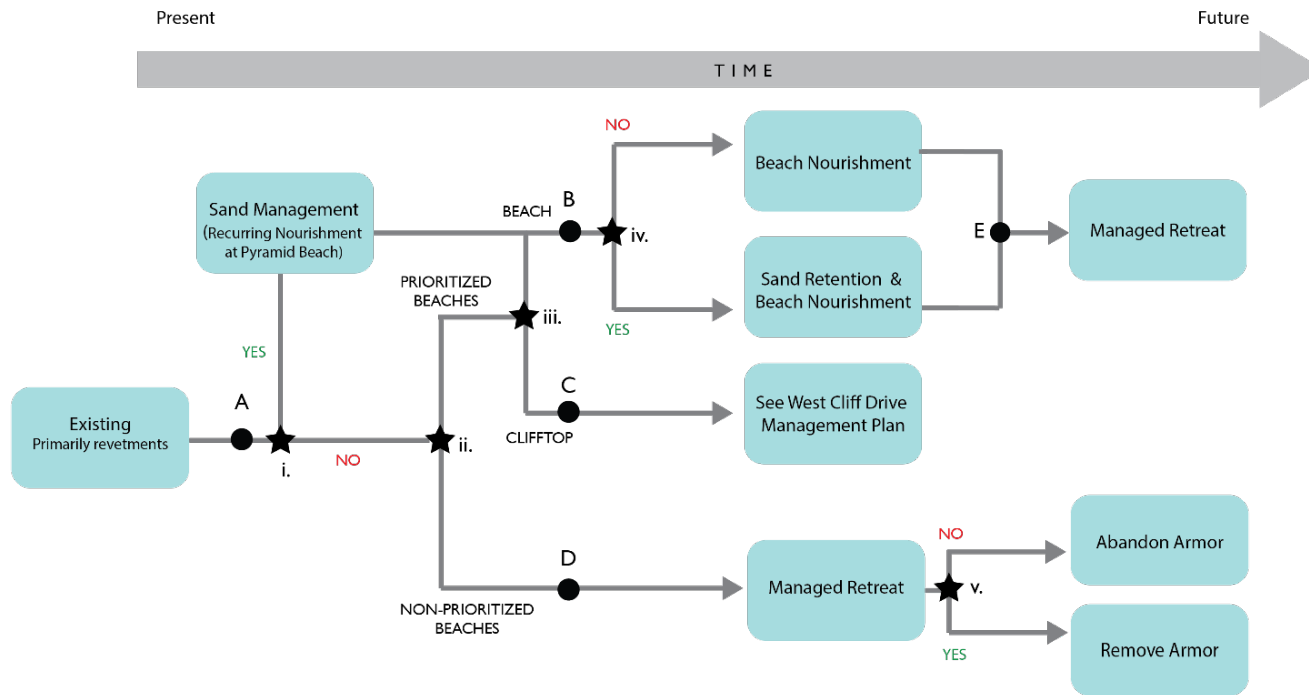 Present
Future
TIME
NO
Beach Nourishment
Sand Management
(Recurring Nourishment
at Pyramid Beach)
BEACH
B
iv.
E
Managed Retreat
PRIORITIZED
BEACHES
iii.
YES
Sand Retention &
Beach Nourishment
YES
Existing
Primarily revetments
A
i.
NO
ii.
C
CLIFFTOP
See West Cliff Drive
Management Plan
D
NON-PRIORITIZED
BEACHES
Managed Retreat
v.
NO
Abandon Armor
YES
Remove Armor